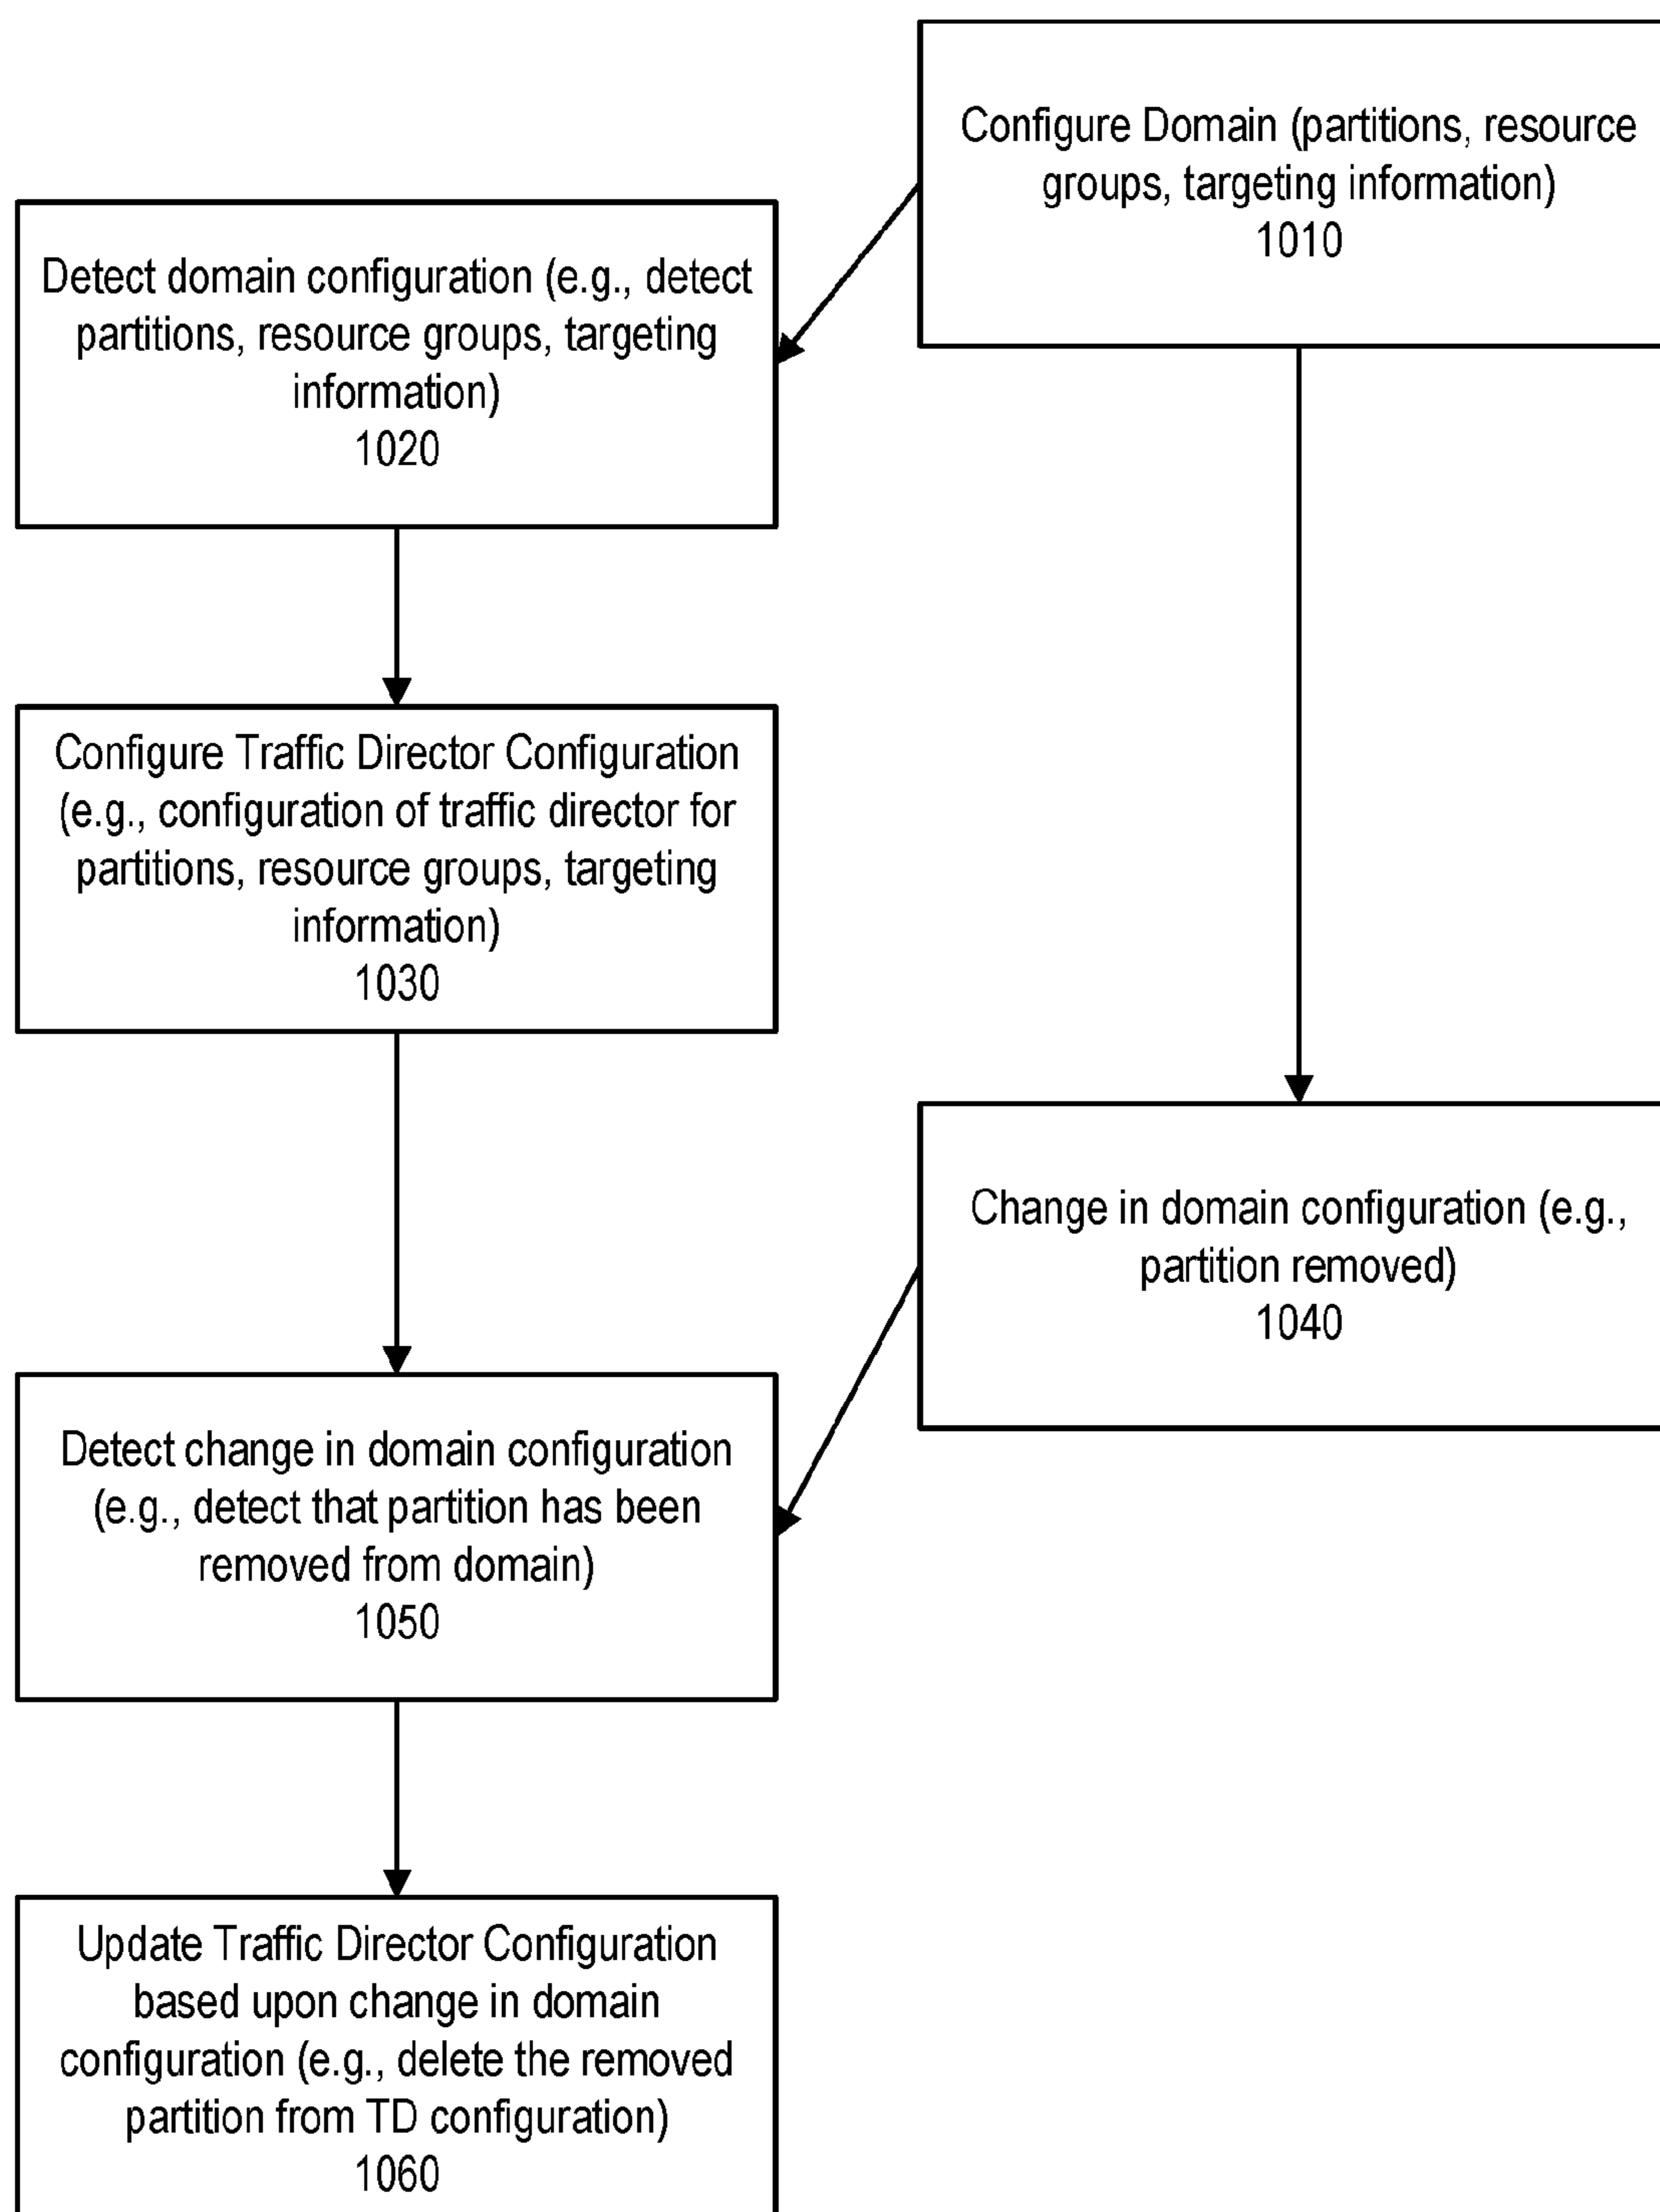 Configure Domain (partitions, resource
groups, targeting information)
1010
Detect domain configuration (e.g., detect
partitions, resource groups, targeting
information)
1020
Configure Traffic Director Configuration
(e.g., configuration of traffic director for
partitions, resource groups, targeting
information)
1030
Change in domain configuration (e.g.,
partition removed)
1040
Detect change in domain configuration
(e.g., detect that partition has been
removed from domain)
1050
Update Traffic Director Configuration
based upon change in domain
configuration (e.g., delete the removed
partition from TD configuration)
1060